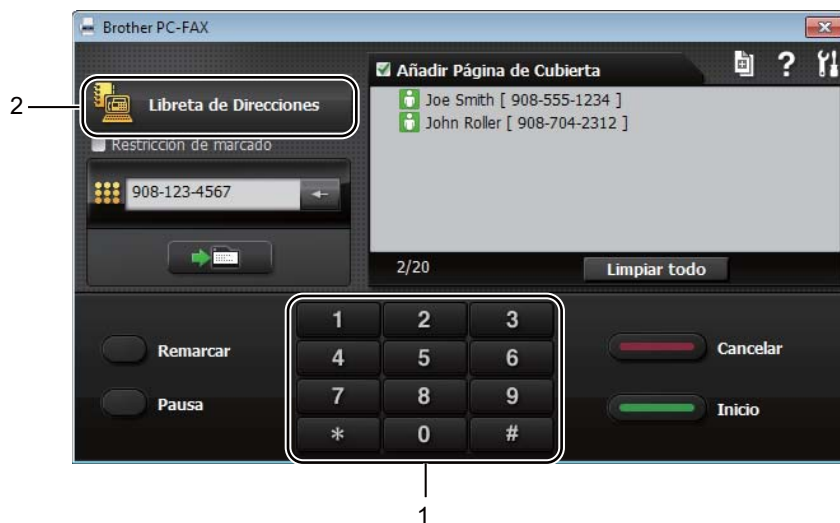 Brother PC-FAX
2
Libreta de Direcciones
Restricción de marcado
908-123-4567
Añadir Página de Cubierta
?
Joe Smith [ 908-555-1234 ]
John Roller [ 908-704-2312 ]
2/20
Limpiar todo
Remarcar
Pausa
1 2 3
4 5 6
7 8 9
* 0 #
Cancelar
Inicio
1